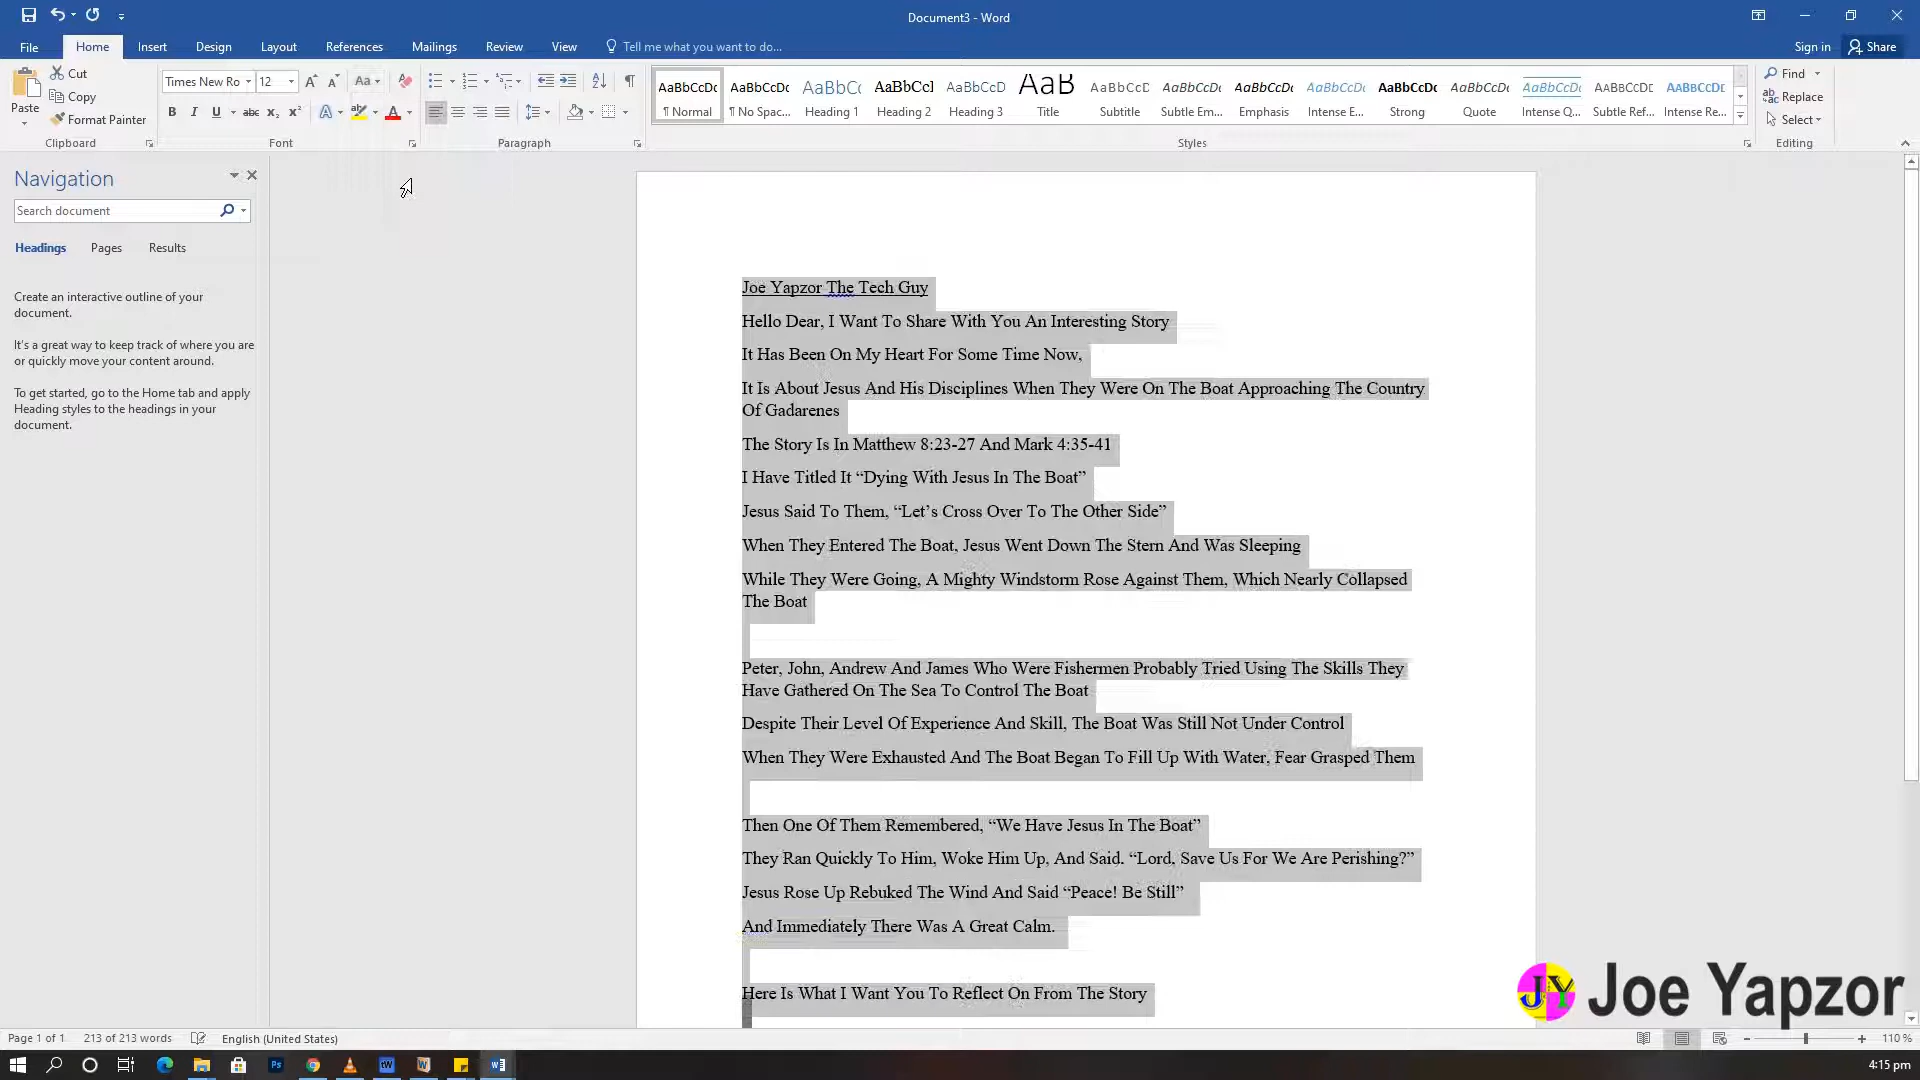 Document3 - Word
File Home Insert Design Layout References Mailings Review View Tell me what you want to do... Sign in Share
Paste
Cut
Copy
Format Painter
Clipboard
Times New Ro 12
Aa
B I U abc x₂ x² A A
Font
Paragraph
AaBbCcDc AaBbCcDc AaBbCc AaBbCcI AaBbCcD AaB AaBbCcD AaBbCcDc AaBbCcDc AaBbCcDc AaBbCcDc AaBbCcDc AaBbCcDc AABBCCDC AABBCCDC
¶ Normal ¶ No Spac... Heading 1 Heading 2 Heading 3 Title Subtitle Subtle Em... Emphasis Intense E... Strong Quote Intense Q... Subtle Ref... Intense Re...
Styles
Find
Replace
Select
Editing
Navigation
Search document
Headings Pages Results
Create an interactive outline of your
document.
It's a great way to keep track of where you are
or quickly move your content around.
To get started, go to the Home tab and apply
Heading styles to the headings in your
document.
Joe Yapzor The Tech Guy
Hello Dear, I Want To Share With You An Interesting Story
It Has Been On My Heart For Some Time Now,
It Is About Jesus And His Disciplines When They Were On The Boat Approaching The Country
Of Gadarenes
The Story Is In Matthew 8:23-27 And Mark 4:35-41
I Have Titled It “Dying With Jesus In The Boat”
Jesus Said To Them, “Let’s Cross Over To The Other Side”
When They Entered The Boat, Jesus Went Down The Stern And Was Sleeping
While They Were Going, A Mighty Windstorm Rose Against Them, Which Nearly Collapsed
The Boat
Peter, John, Andrew And James Who Were Fishermen Probably Tried Using The Skills They
Have Gathered On The Sea To Control The Boat
Despite Their Level Of Experience And Skill, The Boat Was Still Not Under Control
When They Were Exhausted And The Boat Began To Fill Up With Water, Fear Grasped Them
Then One Of Them Remembered, “We Have Jesus In The Boat”
They Ran Quickly To Him, Woke Him Up, And Said. “Lord, Save Us For We Are Perishing?”
Jesus Rose Up Rebuked The Wind And Said “Peace! Be Still”
And Immediately There Was A Great Calm.
Here Is What I Want You To Reflect On From The Story
JY Joe Yapzor
Page 1 of 1 213 of 213 words English (United States) 110 %
4:15 pm